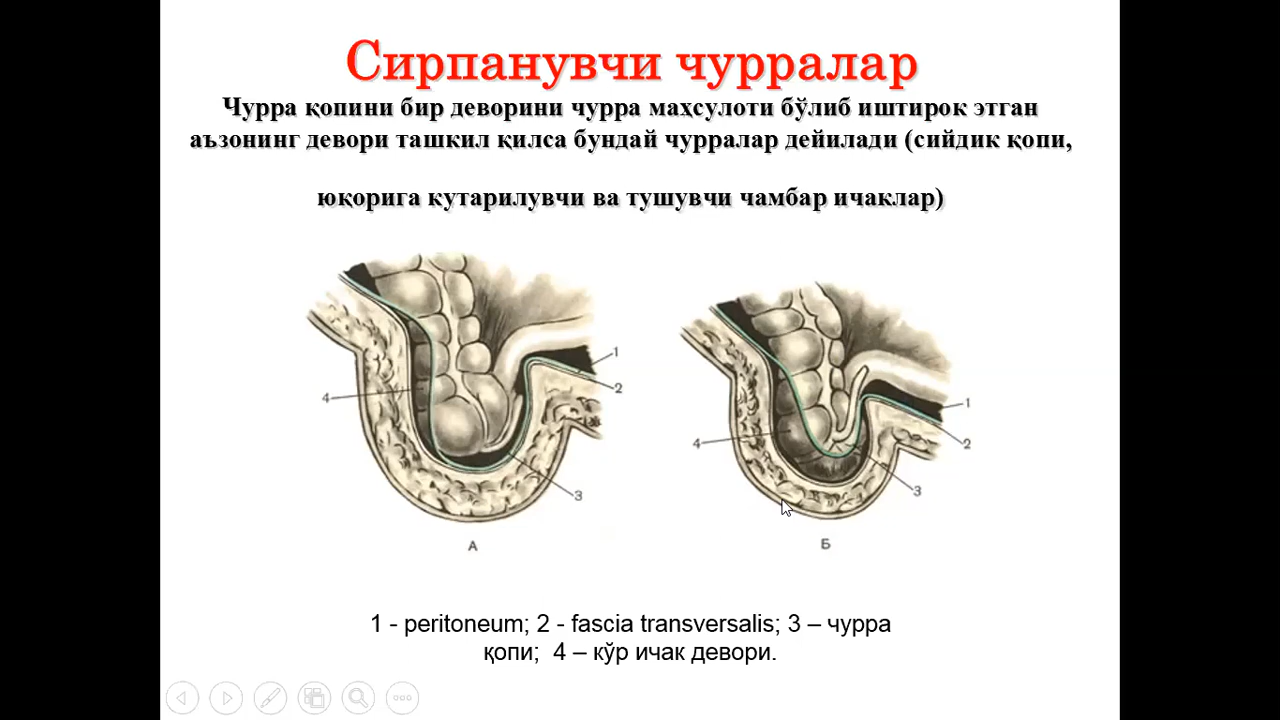 Сирпанувчи чурралар
Чурра қопини бир деворини чурра маҳсулоти бўлиб иштирок этган
аъзонинг девори ташкил қилса бундай чурралар дейилади (сийдик қопи,
юқорига кутарилувчи ва тушувчи чамбар ичаклар)
1
2
4
3
А
1
2
4
3
Б
1 - peritoneum; 2 - fascia transversalis; 3 – чурра
қопи;  4 – кўр ичак девори.